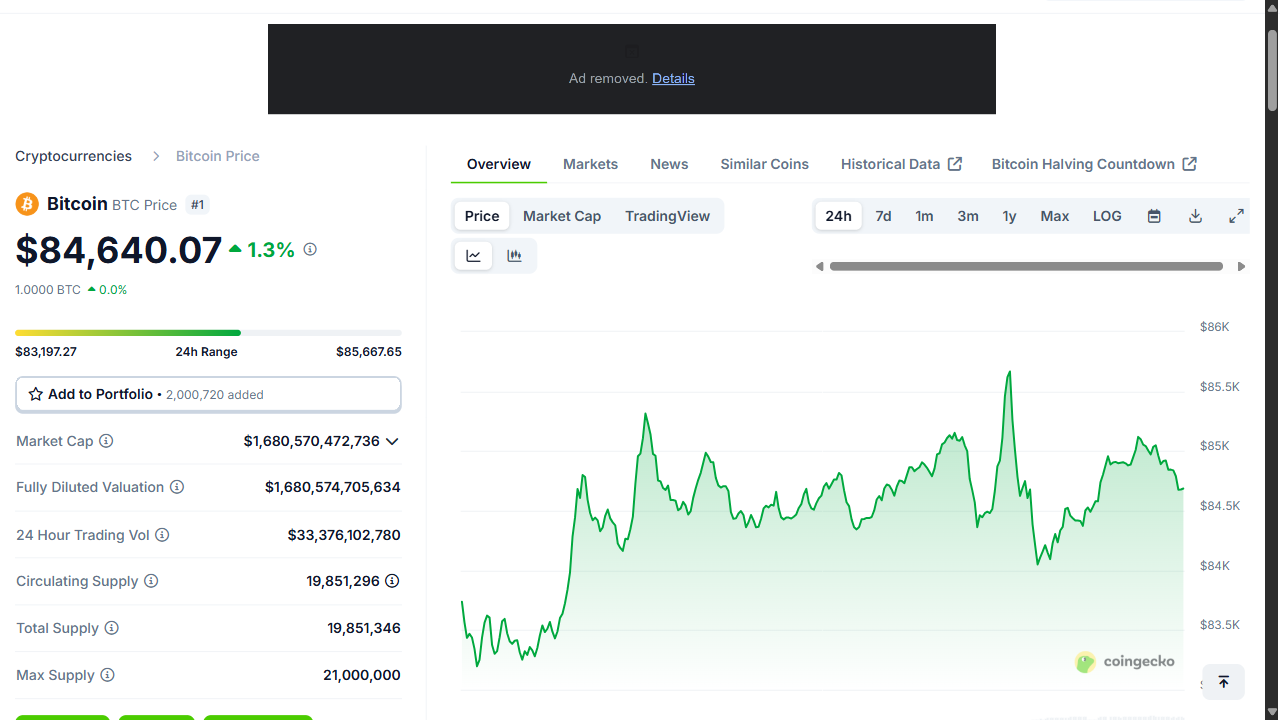 Ad removed. Details
Cryptocurrencies
Bitcoin Price
Bitcoin BTC Price #1
$84,640.07 1.3%
1.0000 BTC 0.0%
$83,197.27 24h Range $85,667.65
Add to Portfolio • 2,000,720 added
Market Cap $1,680,570,472,736
Fully Diluted Valuation $1,680,574,705,634
24 Hour Trading Vol $33,376,102,780
Circulating Supply 19,851,296
Total Supply 19,851,346
Max Supply 21,000,000
Overview Markets News Similar Coins Historical Data Bitcoin Halving Countdown
Price Market Cap TradingView
24h 7d 1m 3m 1y Max LOG
$86K
$85.5K
$85K
$84.5K
$84K
$83.5K
coingecko